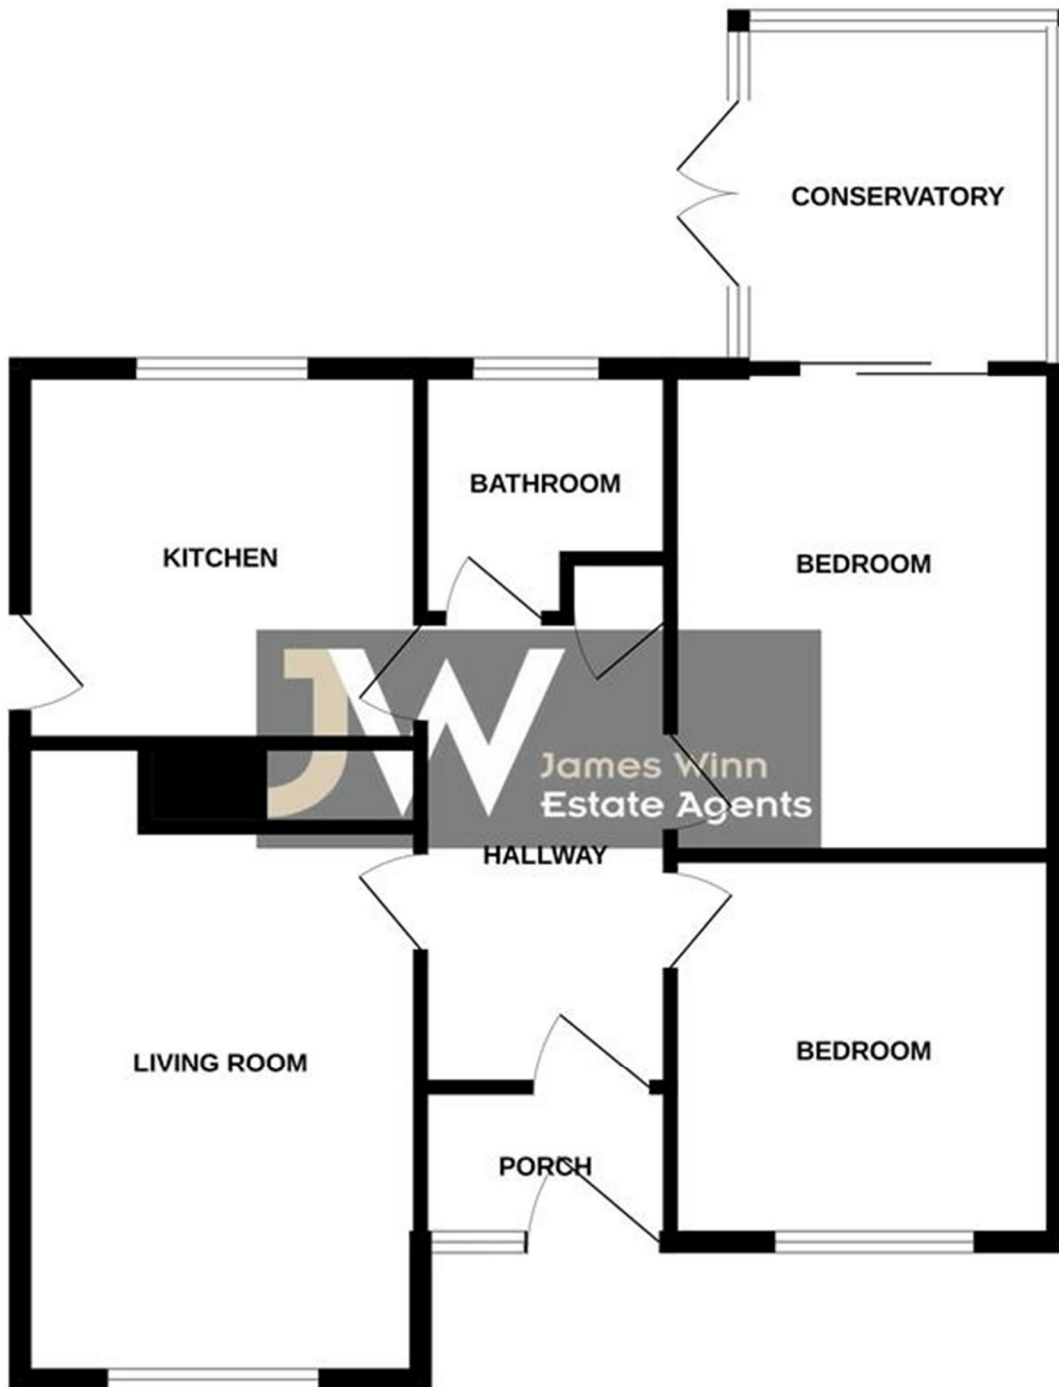 CONSERVATORY
BATHROOM
KITCHEN
BEDROOM
JW
James Winn
Estate Agents
HALLWAY
LIVING ROOM
BEDROOM
PORCH